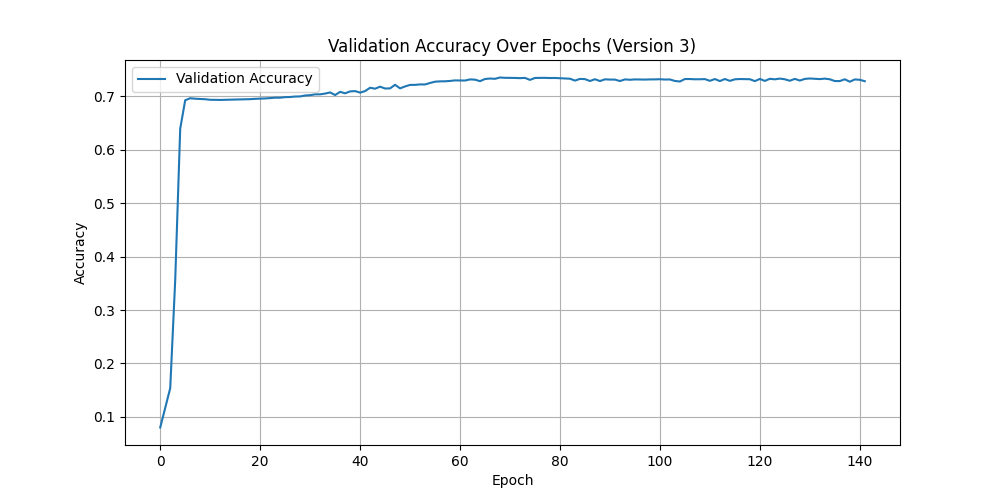 Validation Accuracy Over Epochs (Version 3)
Validation Accuracy
0.7
0.6
0.5
0.4
0.3
0.2
0.1
Accuracy
0 20 40 60 80 100 120 140
Epoch